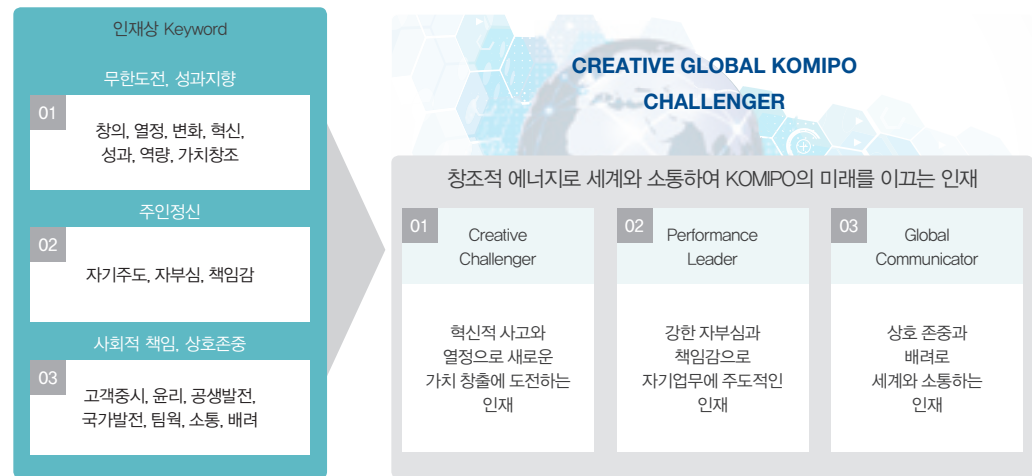 인재상 Keyword
무한도전, 성과지향
01
창의, 열정, 변화, 혁신,
성과, 역량, 가치창조
주인정신
02
자기주도, 자부심, 책임감
사회적 책임, 상호존중
03
고객중시, 윤리, 공생발전,
국가발전, 팀웍, 소통, 배려
CREATIVE GLOBAL KOMIPO
CHALLENGER
창조적 에너지로 세계와 소통하여 KOMIPO의 미래를 이끄는 인재
01
Creative
Challenger
혁신적 사고와
열정으로 새로운
가치 창출에 도전하는
인재
02
Performance
Leader
강한 자부심과
책임감으로
자기업무에 주도적인
인재
03
Global
Communicator
상호 존중과
배려로
세계와 소통하는
인재